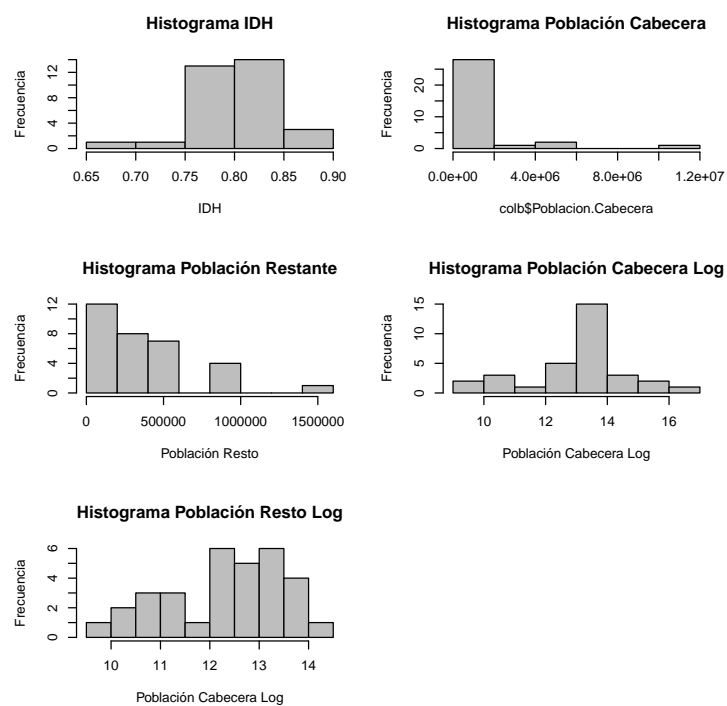 Histograma IDH
Frecuencia
0 4 8 12
0.65 0.70 0.75 0.80 0.85 0.90
IDH
Histograma Población Cabecera
Frecuencia
0 10 20
0.0e+00 4.0e+06 8.0e+06 1.2e+07
colb$Poblacion.Cabecera
Histograma Población Restante
Frecuencia
0 4 8 12
0 500000 1000000 1500000
Población Resto
Histograma Población Cabecera Log
Frecuencia
0 5 10 15
10 12 14 16
Población Cabecera Log
Histograma Población Resto Log
Frecuencia
0 2 4 6
10 11 12 13 14
Población Cabecera Log